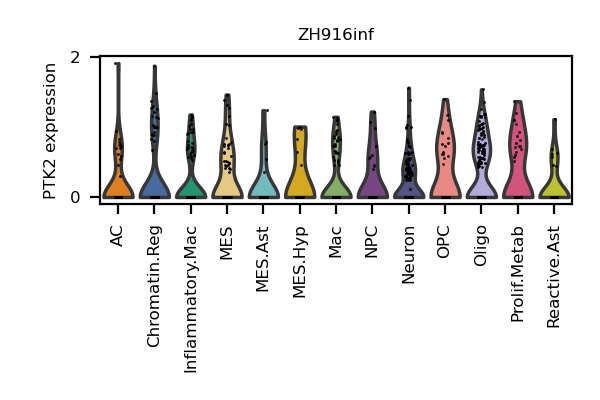 ZH916inf
PTK2 expression
2
0
AC
Chromatin.Reg
Inflammatory.Mac
MES
MES.Ast
MES.Hyp
Mac
NPC
Neuron
OPC
Oligo
Prolif.Metab
Reactive.Ast